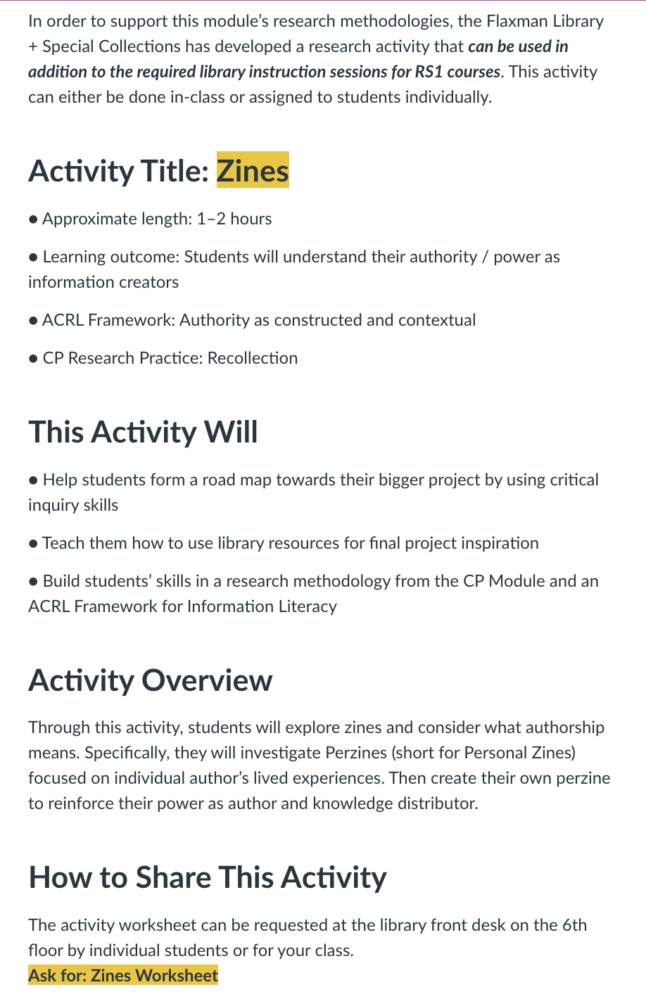 In order to support this module’s research methodologies, the Flaxman Library
+ Special Collections has developed a research activity that can be used in
addition to the required library instruction sessions for RS1 courses. This activity
can either be done in-class or assigned to students individually.
Activity Title: Zines
● Approximate length: 1–2 hours
● Learning outcome: Students will understand their authority / power as
information creators
● ACRL Framework: Authority as constructed and contextual
● CP Research Practice: Recollection
This Activity Will
● Help students form a road map towards their bigger project by using critical
inquiry skills
● Teach them how to use library resources for final project inspiration
● Build students’ skills in a research methodology from the CP Module and an
ACRL Framework for Information Literacy
Activity Overview
Through this activity, students will explore zines and consider what authorship
means. Specifically, they will investigate Perzines (short for Personal Zines)
focused on individual author’s lived experiences. Then create their own perzine
to reinforce their power as author and knowledge distributor.
How to Share This Activity
The activity worksheet can be requested at the library front desk on the 6th
floor by individual students or for your class.
Ask for: Zines Worksheet